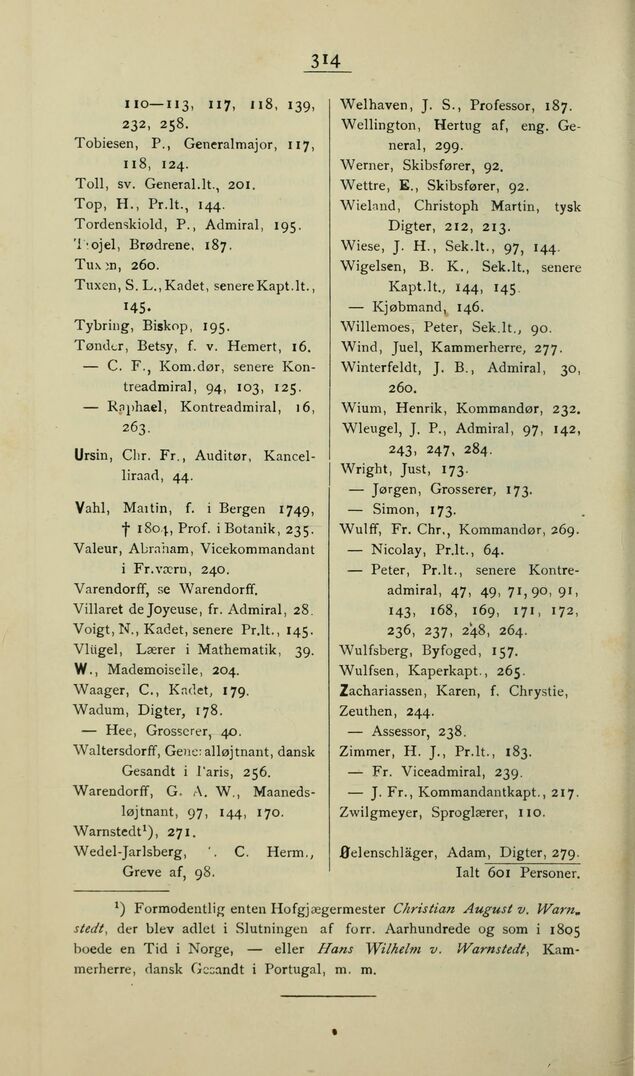 314
110—113, 117, 118, 139,
232, 258.
Tobiesen, P., Generalmajor, 117,
118, 124.
Toll, sv. General.lt., 201.
Top, H., Pr.lt., 144.
Tordenskiold, P., Admiral, 195.
Trojel, Brødrene, 187.
Tuxen, 260.
Tuxen, S. L., Kadet, senere Kapt.lt.,
145.
Tybring, Biskop, 195.
Tønder, Betsy, f. v. Hemert, 16.
— C. F., Kom.dør, senere Kon-
treadmiral, 94, 103, 125.
— Raphael, Kontreadmiral, 16,
263.
Ursin, Chr. Fr., Auditør, Kancel-
liraad, 44.
Vahl, Martin, f. i Bergen 1749,
† 1804, Prof. i Botanik, 235.
Valeur, Abraham, Vicekommandant
i Fr.værn, 240.
Varendorff, se Warendorff.
Villaret de Joyeuse, fr. Admiral, 28.
Voigt, N., Kadet, senere Pr.lt., 145.
Vlügel, Lærer i Mathematik, 39.
W., Mademoiselle, 204.
Waager, C., Kadet, 179.
Wadum, Digter, 178.
— Hee, Grosserer, 40.
Waltersdorff, Generalløjtnant, dansk
Gesandt i Paris, 256.
Warendorff, G. A. W., Maaneds-
løjtnant, 97, 144, 170.
Warnstedt¹), 271.
Wedel-Jarlsberg, C. Herm.,
Greve af, 98.
Welhaven, J. S., Professor, 187.
Wellington, Hertug af, eng. Ge-
neral, 299.
Werner, Skibsfører, 92.
Wettre, E., Skibsfører, 92.
Wieland, Christoph Martin, tysk
Digter, 212, 213.
Wiese, J. H., Sek.lt., 97, 144.
Wigelsen, B. K., Sek.lt., senere
Kapt.lt., 144, 145.
— Kjøbmand, 146.
Willemoes, Peter, Sek.lt., 90.
Wind, Juel, Kammerherre, 277.
Winterfeldt, J. B., Admiral, 30,
260.
Wium, Henrik, Kommandør, 232.
Wleugel, J. P., Admiral, 97, 142,
243, 247, 284.
Wright, Just, 173.
— Jørgen, Grosserer, 173.
— Simon, 173.
Wulff, Fr. Chr., Kommandør, 269.
— Nicolay, Pr.lt., 64.
— Peter, Pr.lt., senere Kontre-
admiral, 47, 49, 71, 90, 91,
143, 168, 169, 171, 172,
236, 237, 248, 264.
Wulfsberg, Byfoged, 157.
Wulfsen, Kaperkapt., 265.
Zachariassen, Karen, f. Chrystie,
Zeuthen, 244.
— Assessor, 238.
Zimmer, H. J., Pr.lt., 183.
— Fr. Viceadmiral, 239.
— J. Fr., Kommandantkapt., 217.
Zwilgmeyer, Sproglærer, 110.
Øelenschläger, Adam, Digter, 279.
Ialt 601 Personer.
¹) Formodentlig enten Hofgjægermester Christian August v. Warn-
stedt, der blev adlet i Slutningen af forr. Aarhundrede og som i 1805
boede en Tid i Norge, — eller Hans Wilhelm v. Warnstedt, Kam-
merherre, dansk Gesandt i Portugal, m. m.